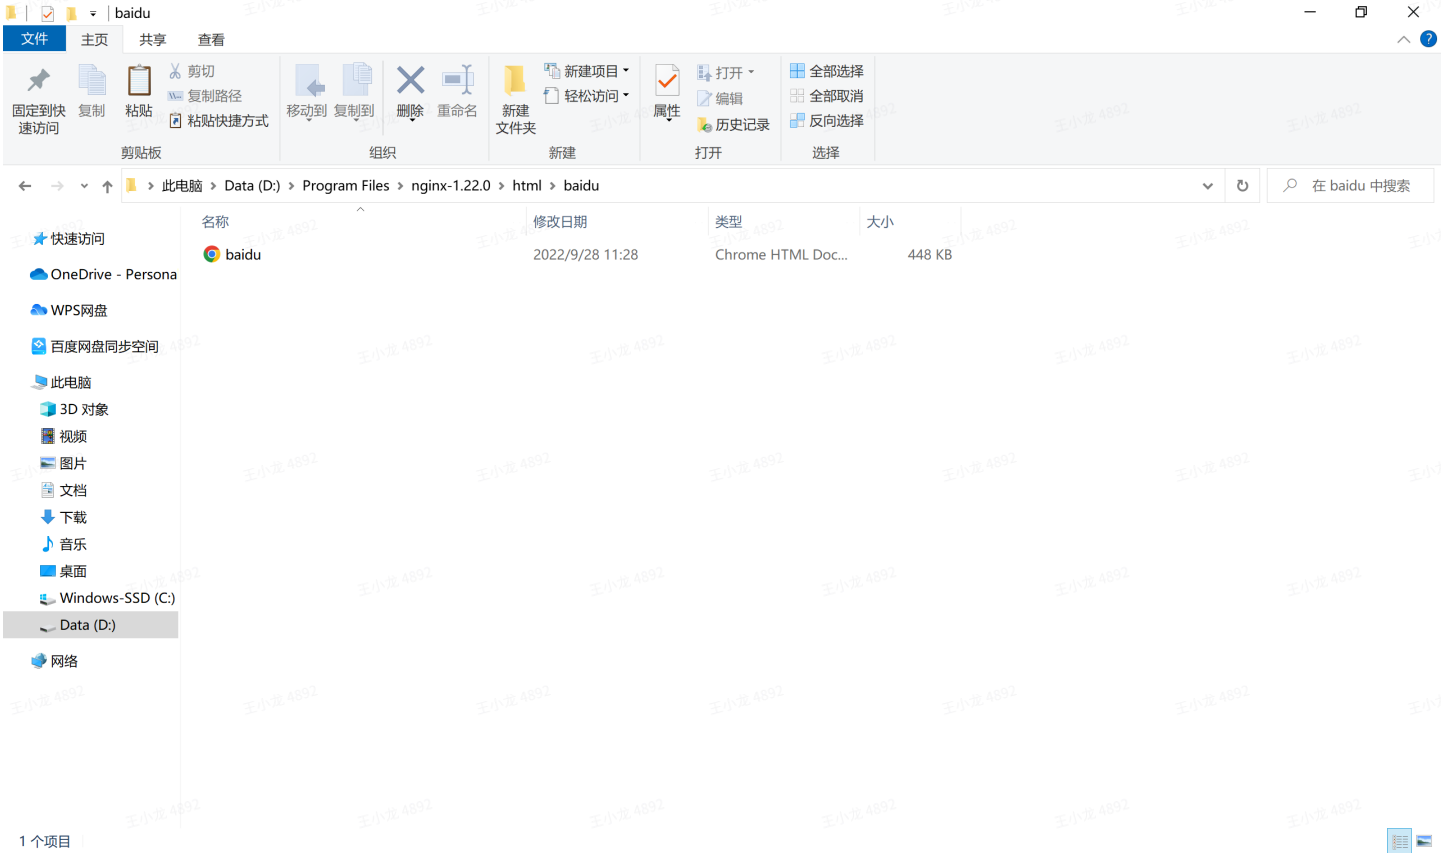 baidu
文件 主页 共享 查看
固定到快速访问
复制
粘贴
剪切
复制路径
粘贴快捷方式
剪贴板
移动到
复制到
删除
重命名
组织
新建文件夹
新建项目
轻松访问
新建
属性
打开
编辑
历史记录
打开
全部选择
全部取消
反向选择
选择
此电脑 > Data (D:) > Program Files > nginx-1.22.0 > html > baidu
在 baidu 中搜索
名称 修改日期 类型 大小
baidu 2022/9/28 11:28 Chrome HTML Doc... 448 KB
快速访问
OneDrive - Persona
WPS网盘
百度网盘同步空间
此电脑
3D 对象
视频
图片
文档
下载
音乐
桌面
Windows-SSD (C:)
Data (D:)
网络
1 个项目
王小龙 4892